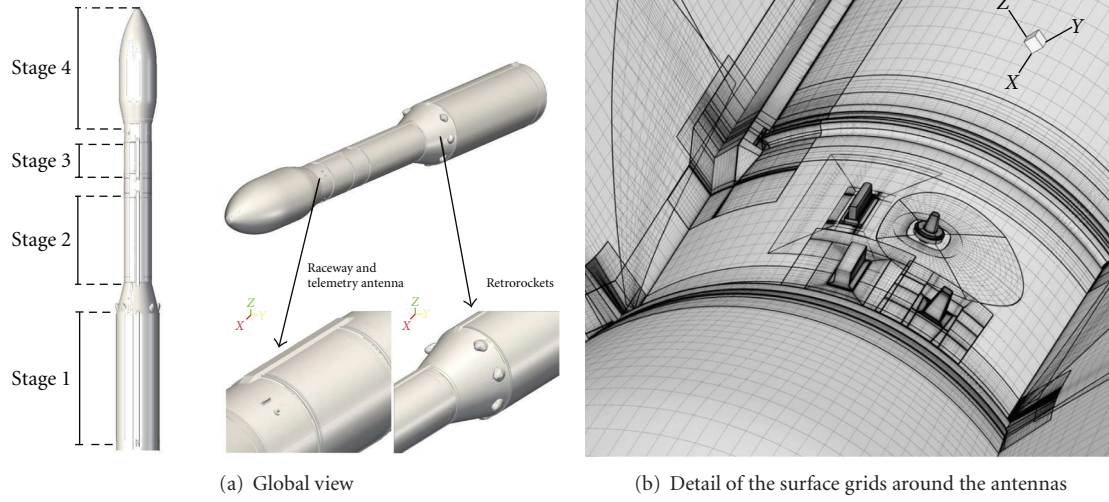 Stage 4
Stage 3
Stage 2
Stage 1
Raceway and
telemetry antenna
Retrorockets
Z
Y
X
Z
Y
X
Z
Y
X
(a) Global view
(b) Detail of the surface grids around the antennas